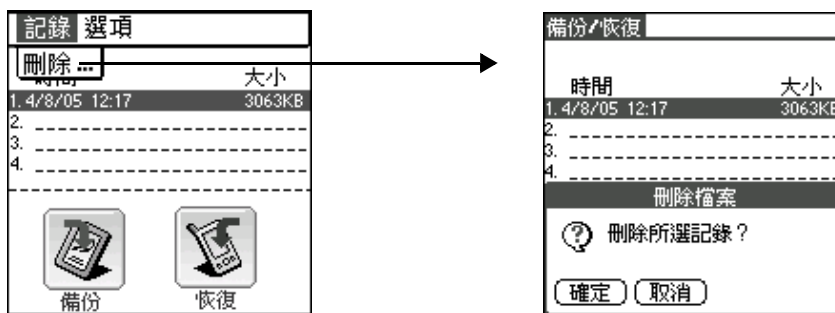 記錄 選項
刪除...
時間 大小
1. 4/8/05 12:17 3063KB
2.
3.
4.
備份 恢復
備份/恢復
時間 大小
1. 4/8/05 12:17 3063KB
2.
3.
4.
刪除檔案
刪除所選記錄？
確定 取消